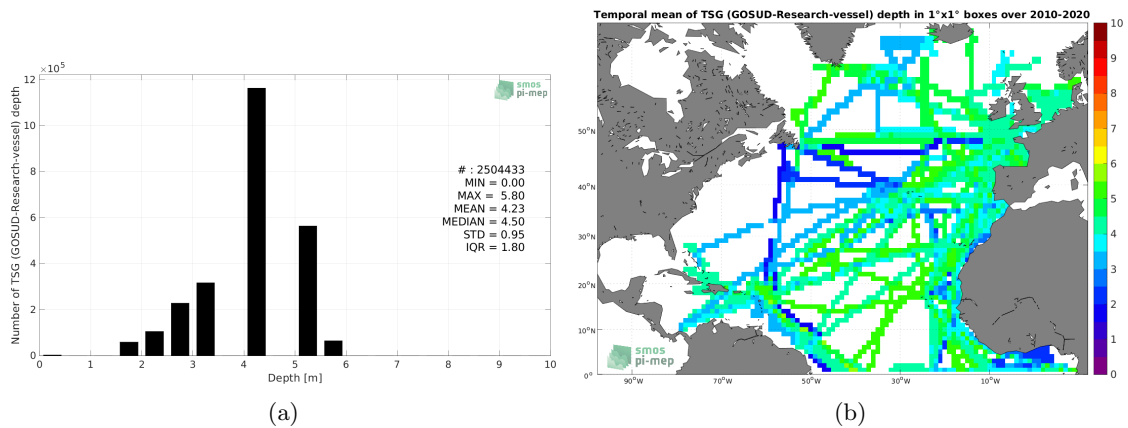 Temporal mean of TSG (GOSUD-Research-vessel) depth in 1°x1° boxes over 2010-2020
×10⁵
12
10
8
6
4
2
0
Number of TSG (GOSUD-Research-vessel) depth
smos
pi-mep
# : 2504433
MIN = 0.00
MAX = 5.80
MEAN = 4.23
MEDIAN = 4.50
STD = 0.95
IQR = 1.80
0 1 2 3 4 5 6 7 8 9 10
Depth [m]
(a)
50°N
40°N
30°N
20°N
10°N
0°
90°W 70°W 50°W 30°W 10°W
smos
pi-mep
10
9
8
7
6
5
4
3
2
1
0
(b)